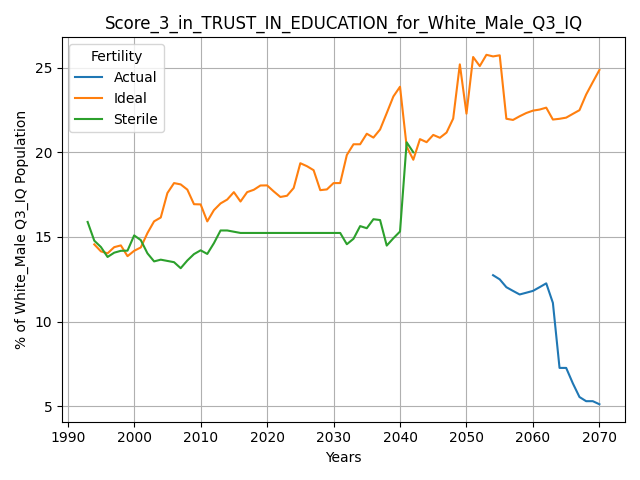 Score_3_in_TRUST_IN_EDUCATION_for_White_Male_Q3_IQ
% of White_Male Q3_IQ Population
25
20
15
10
5
Fertility
Actual
Ideal
Sterile
1990 2000 2010 2020 2030 2040 2050 2060 2070
Years